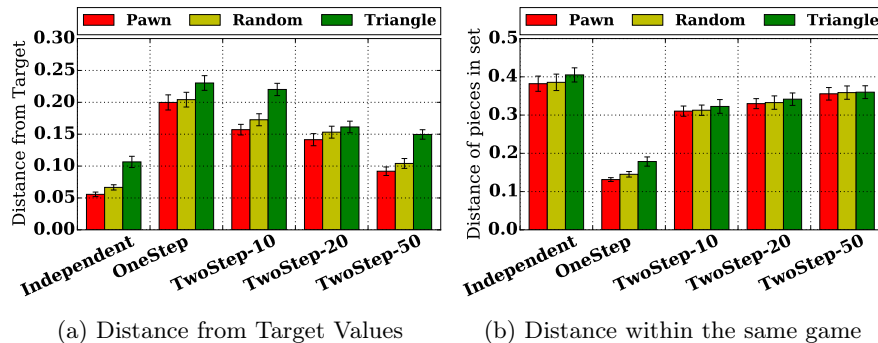 Pawn Random Triangle
Distance from Target
0.30
0.25
0.20
0.15
0.10
0.05
0.00
Independent
OneStep
TwoStep-10
TwoStep-20
TwoStep-50
(a) Distance from Target Values
Pawn Random Triangle
Distance of pieces in set
0.5
0.4
0.3
0.2
0.1
0.0
Independent
OneStep
TwoStep-10
TwoStep-20
TwoStep-50
(b) Distance within the same game